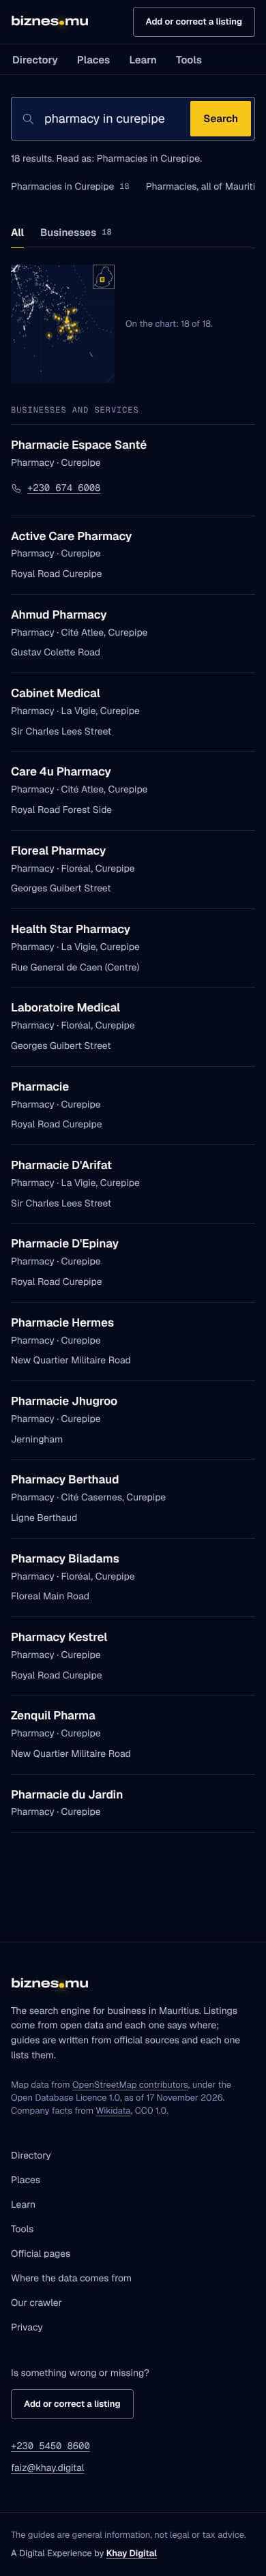 biznes.mu
Add or correct a listing
Directory Places Learn Tools
pharmacy in curepipe Search
18 results. Read as: Pharmacies in Curepipe.
Pharmacies in Curepipe 18 Pharmacies, all of Mauriti
All Businesses 18
On the chart: 18 of 18.
BUSINESSES AND SERVICES
Pharmacie Espace Santé
Pharmacy · Curepipe
+230 674 6008
Active Care Pharmacy
Pharmacy · Curepipe
Royal Road Curepipe
Ahmud Pharmacy
Pharmacy · Cité Atlee, Curepipe
Gustav Colette Road
Cabinet Medical
Pharmacy · La Vigie, Curepipe
Sir Charles Lees Street
Care 4u Pharmacy
Pharmacy · Cité Atlee, Curepipe
Royal Road Forest Side
Floreal Pharmacy
Pharmacy · Floréal, Curepipe
Georges Guibert Street
Health Star Pharmacy
Pharmacy · La Vigie, Curepipe
Rue General de Caen (Centre)
Laboratoire Medical
Pharmacy · Floréal, Curepipe
Georges Guibert Street
Pharmacie
Pharmacy · Curepipe
Royal Road Curepipe
Pharmacie D'Arifat
Pharmacy · La Vigie, Curepipe
Sir Charles Lees Street
Pharmacie D'Epinay
Pharmacy · Curepipe
Royal Road Curepipe
Pharmacie Hermes
Pharmacy · Curepipe
New Quartier Militaire Road
Pharmacie Jhugroo
Pharmacy · Curepipe
Jerningham
Pharmacy Berthaud
Pharmacy · Cité Casernes, Curepipe
Ligne Berthaud
Pharmacy Biladams
Pharmacy · Floréal, Curepipe
Floreal Main Road
Pharmacy Kestrel
Pharmacy · Curepipe
Royal Road Curepipe
Zenquil Pharma
Pharmacy · Curepipe
New Quartier Militaire Road
Pharmacie du Jardin
Pharmacy · Curepipe
biznes.mu
The search engine for business in Mauritius. Listings
come from open data and each one says where;
guides are written from official sources and each one
lists them.
Map data from OpenStreetMap contributors, under the
Open Database Licence 1.0, as of 17 November 2026.
Company facts from Wikidata, CC0 1.0.
Directory
Places
Learn
Tools
Official pages
Where the data comes from
Our crawler
Privacy
Is something wrong or missing?
Add or correct a listing
+230 5450 8600
faiz@khay.digital
The guides are general information, not legal or tax advice.
A Digital Experience by Khay Digital